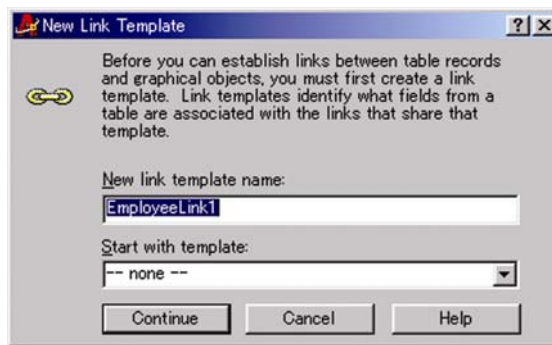 New Link Template
Before you can establish links between table records
and graphical objects, you must first create a link
template. Link templates identify what fields from a
table are associated with the links that share that
template.
New link template name:
EmployeeLink1
Start with template:
-- none --
Continue Cancel Help